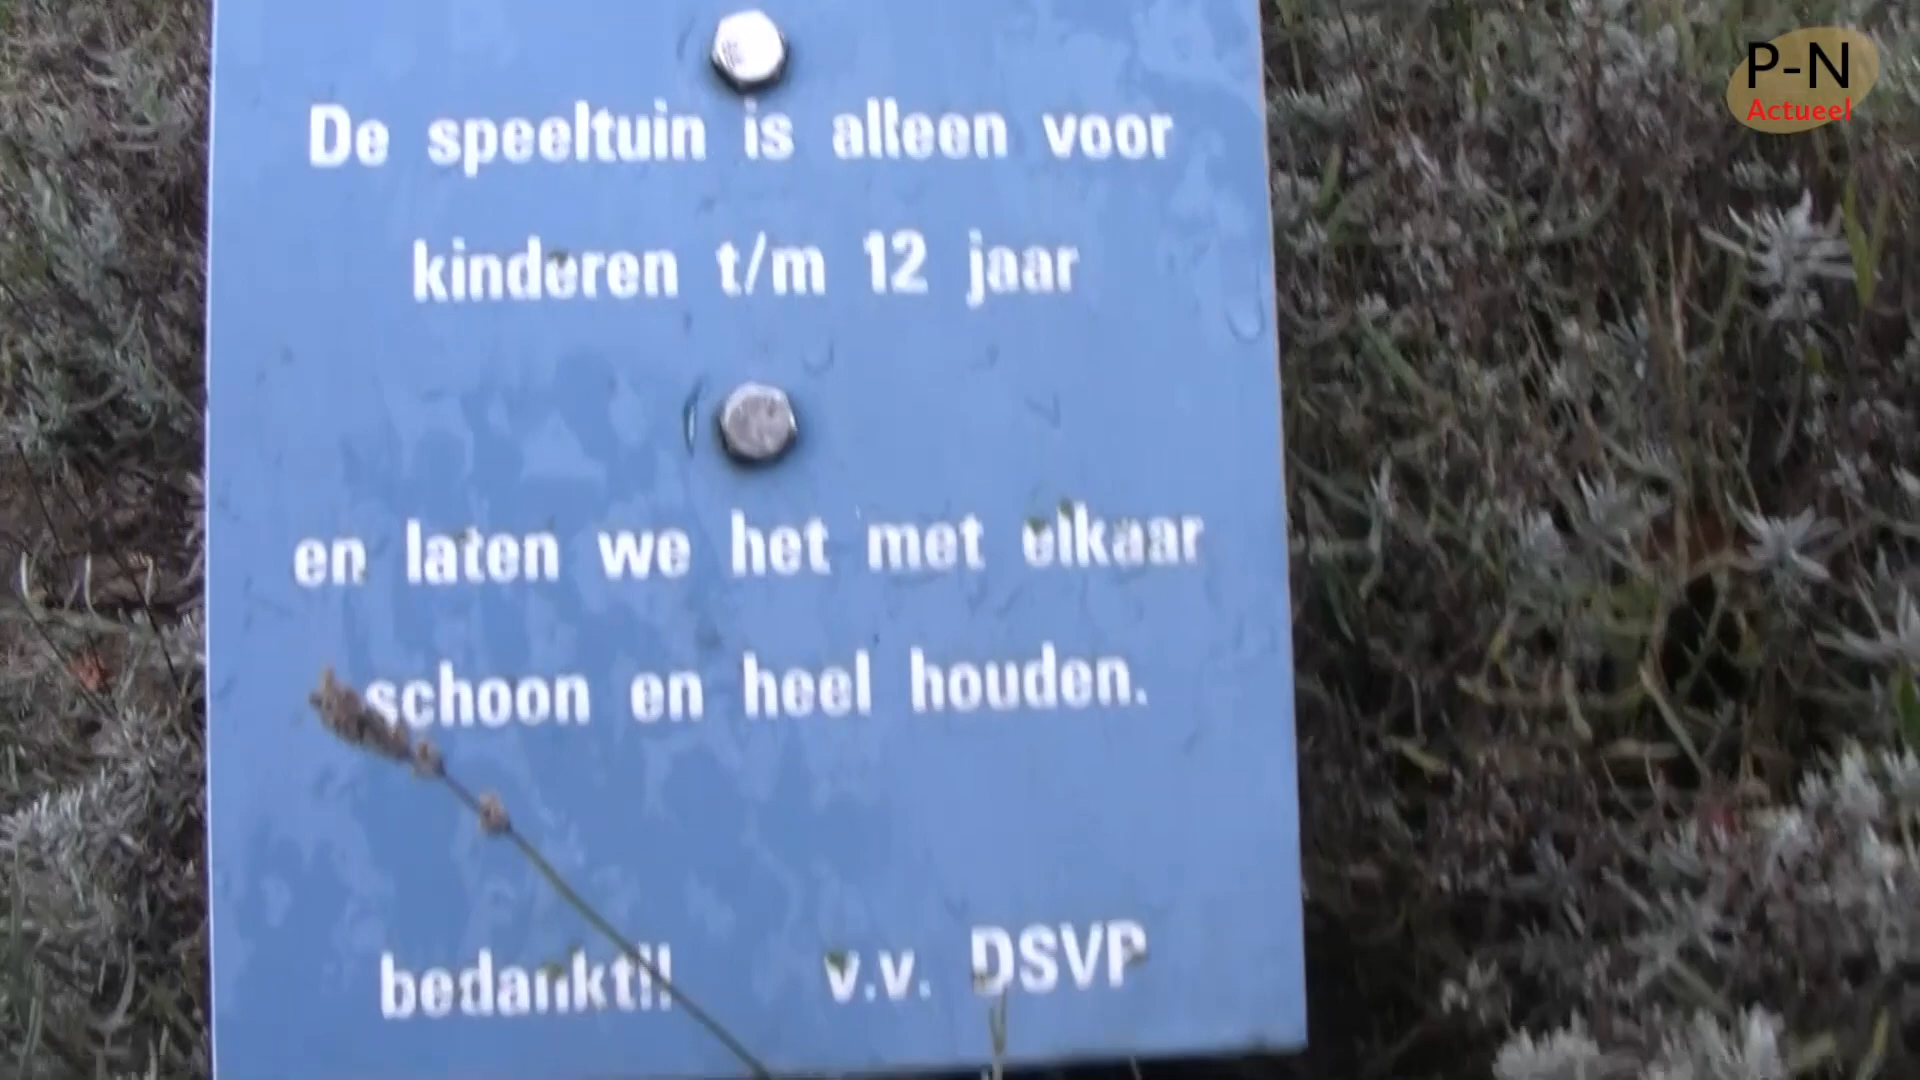 P-N
Actueel
De speeltuin is alleen voor
kinderen t/m 12 jaar
en laten we het met elkaar
schoon en heel houden.
bedankt!! v.v. DSVP